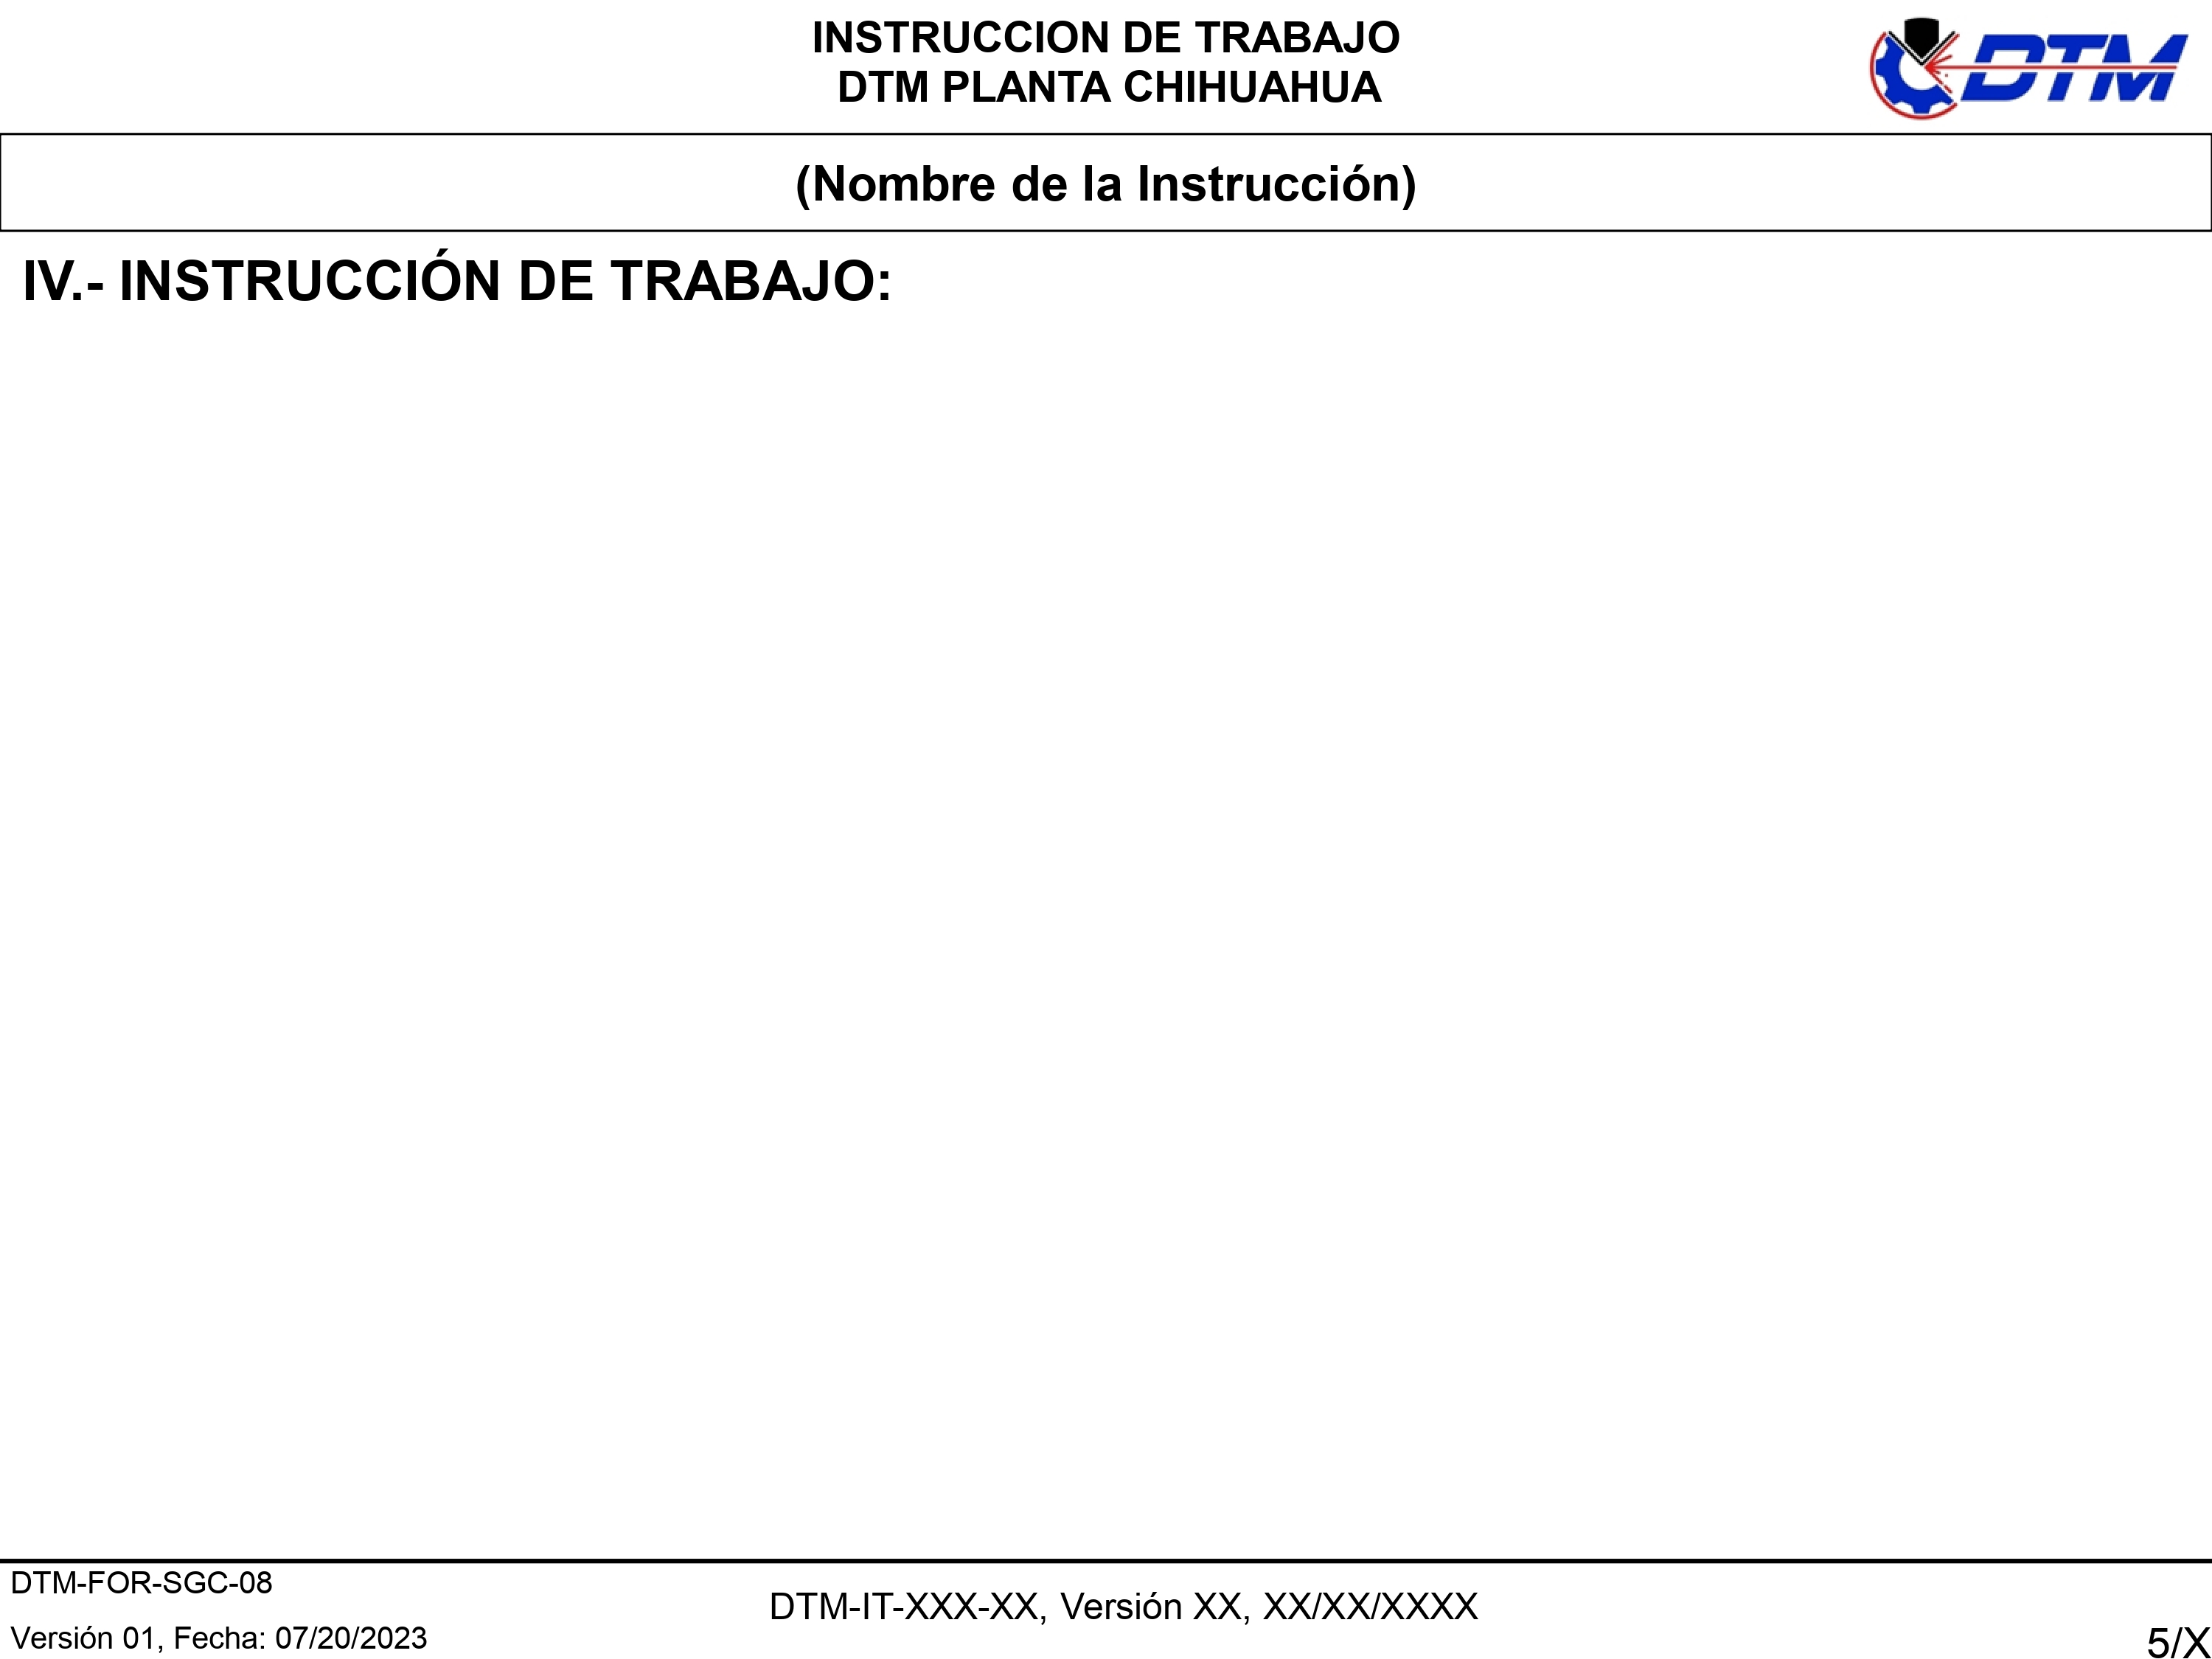 INSTRUCCION DE TRABAJO
DTM PLANTA CHIHUAHUA
DTM
(Nombre de la Instrucción)
IV.- INSTRUCCIÓN DE TRABAJO:
DTM-FOR-SGC-08
Versión 01, Fecha: 07/20/2023
DTM-IT-XXX-XX, Versión XX, XX/XX/XXXX
5/X